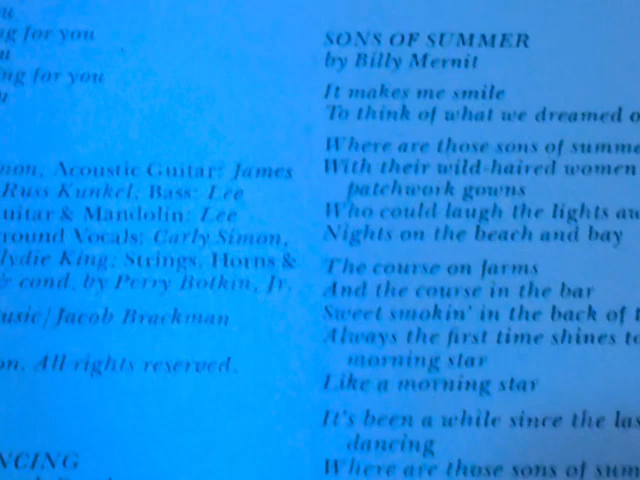 u
ng for you
u
ing for you
u
non, Acoustic Guitar: James
Russ Kunkel, Bass: Lee
uitar & Mandolin: Lee
round Vocals: Carly Simon,
lydie King, Strings, Horns &
& cond. by Perry Botkin, Jr.
usic/Jacob Brackman
on. All rights reserved.
NCING
SONS OF SUMMER
by Billy Mernit
It makes me smile
To think of what we dreamed o
Where are those sons of summe
With their wild-haired women
patchwork gowns
Who could laugh the lights au
Nights on the beach and bay
The course on farms
And the course in the bar
Sweet smokin' in the back of t
Always the first time shines to
morning star
Like a morning star
It's been a while since the las
dancing
Where are those sons of sum